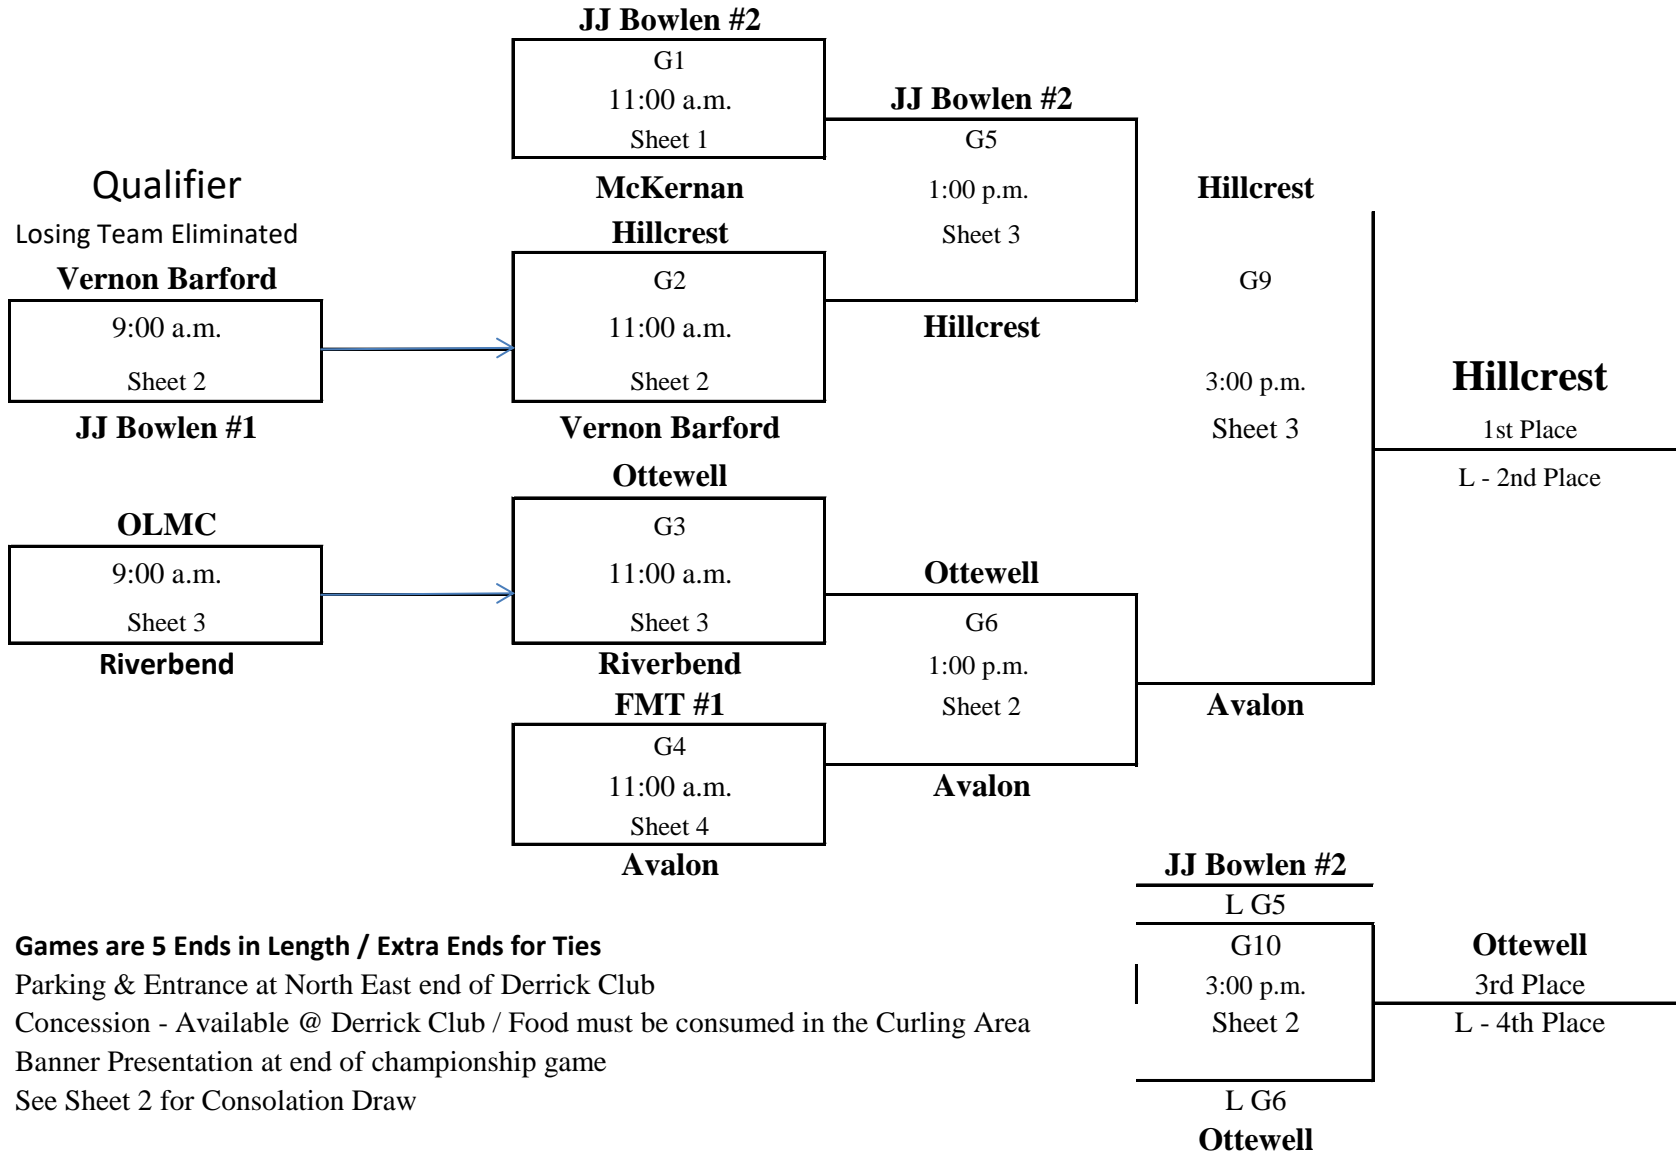 JJ Bowlen #2
G1
11:00 a.m.
Sheet 1
McKernan
JJ Bowlen #2
G5
1:00 p.m.
Sheet 3
Hillcrest
Qualifier
Losing Team Eliminated
Vernon Barford
9:00 a.m.
Sheet 2
JJ Bowlen #1
Hillcrest
G2
11:00 a.m.
Sheet 2
Vernon Barford
Hillcrest
G9
3:00 p.m.
Sheet 3
Hillcrest
1st Place
L - 2nd Place
OLMC
9:00 a.m.
Sheet 3
Riverbend
Ottewell
G3
11:00 a.m.
Sheet 3
Riverbend
Ottewell
G6
1:00 p.m.
Sheet 2
Avalon
FMT #1
G4
11:00 a.m.
Sheet 4
Avalon
Avalon
JJ Bowlen #2
L G5
G10
3:00 p.m.
Sheet 2
L G6
Ottewell
Ottewell
3rd Place
L - 4th Place
Games are 5 Ends in Length / Extra Ends for Ties
Parking & Entrance at North East end of Derrick Club
Concession - Available @ Derrick Club / Food must be consumed in the Curling Area
Banner Presentation at end of championship game
See Sheet 2 for Consolation Draw